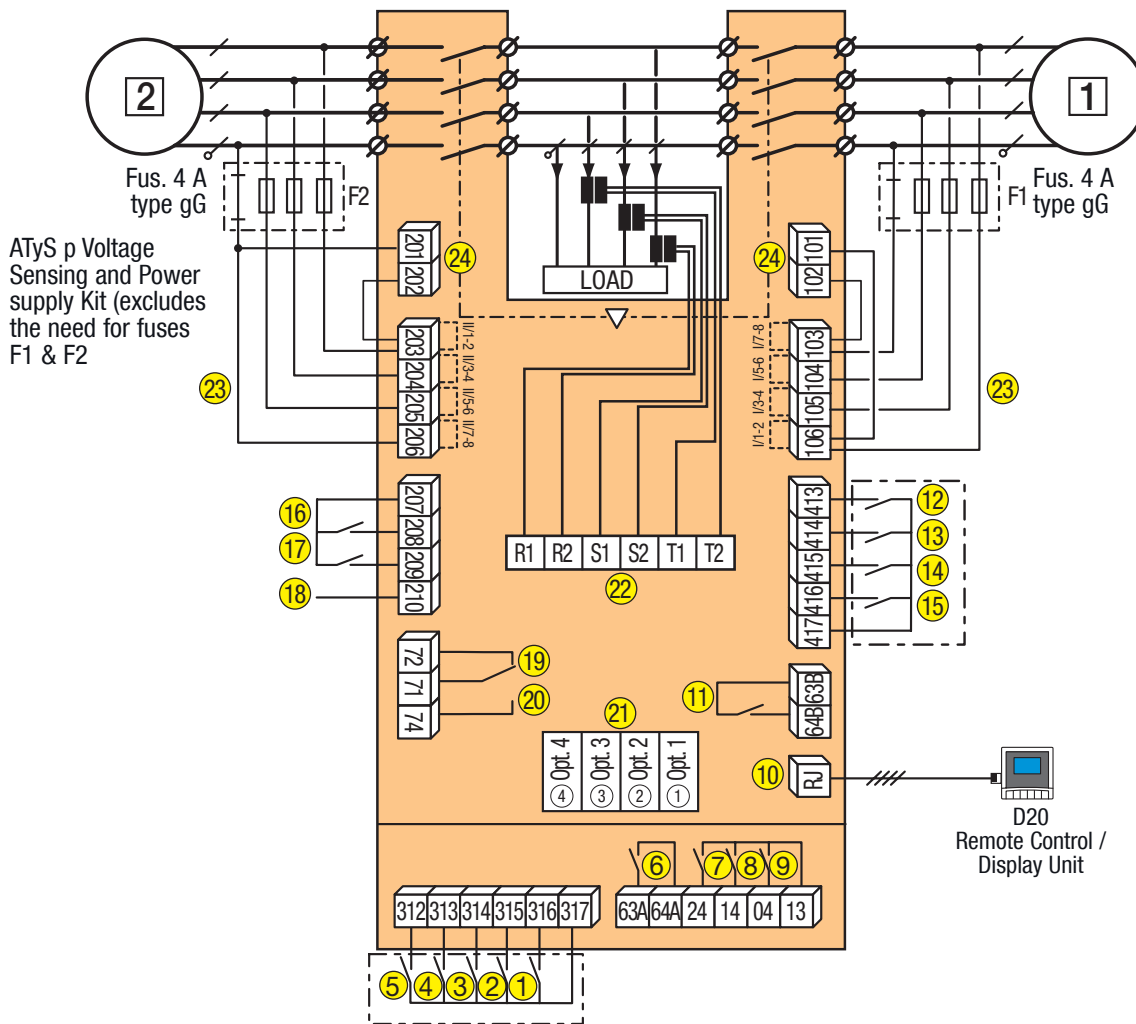 2
1
Fus. 4 A
type gG
F2
F1
Fus. 4 A
type gG
ATyS p Voltage
Sensing and Power
supply Kit (excludes
the need for fuses
F1 & F2
201
202
24
LOAD
24
101
102
203
204
205
206
II/1-2
II/3-4
II/5-6
II/7-8
23
I/7-8
I/5-6
I/3-4
I/1-2
103
104
105
106
23
16
17
18
207
208
209
210
R1 R2 S1 S2 T1 T2
22
413
414
415
416
417
12
13
14
15
72
71
74
19
20
21
Opt. 4
Opt. 3
Opt. 2
Opt. 1
4
3
2
1
11
63B
64B
10
RJ
D20
Remote Control /
Display Unit
6
7
8
9
312 313 314 315 316 317
63A 64A 24 14 04 13
5
4
3
2
1